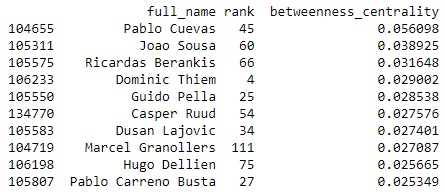 full_name rank betweenness_centrality
104655 Pablo Cuevas 45 0.056098
105311 Joao Sousa 60 0.038925
105575 Ricardas Berankis 66 0.031648
106233 Dominic Thiem 4 0.029002
105550 Guido Pella 25 0.028538
134770 Casper Ruud 54 0.027576
105583 Dusan Lajovic 34 0.027401
104719 Marcel Granollers 111 0.027087
106198 Hugo Dellien 75 0.025665
105807 Pablo Carreno Busta 27 0.025349